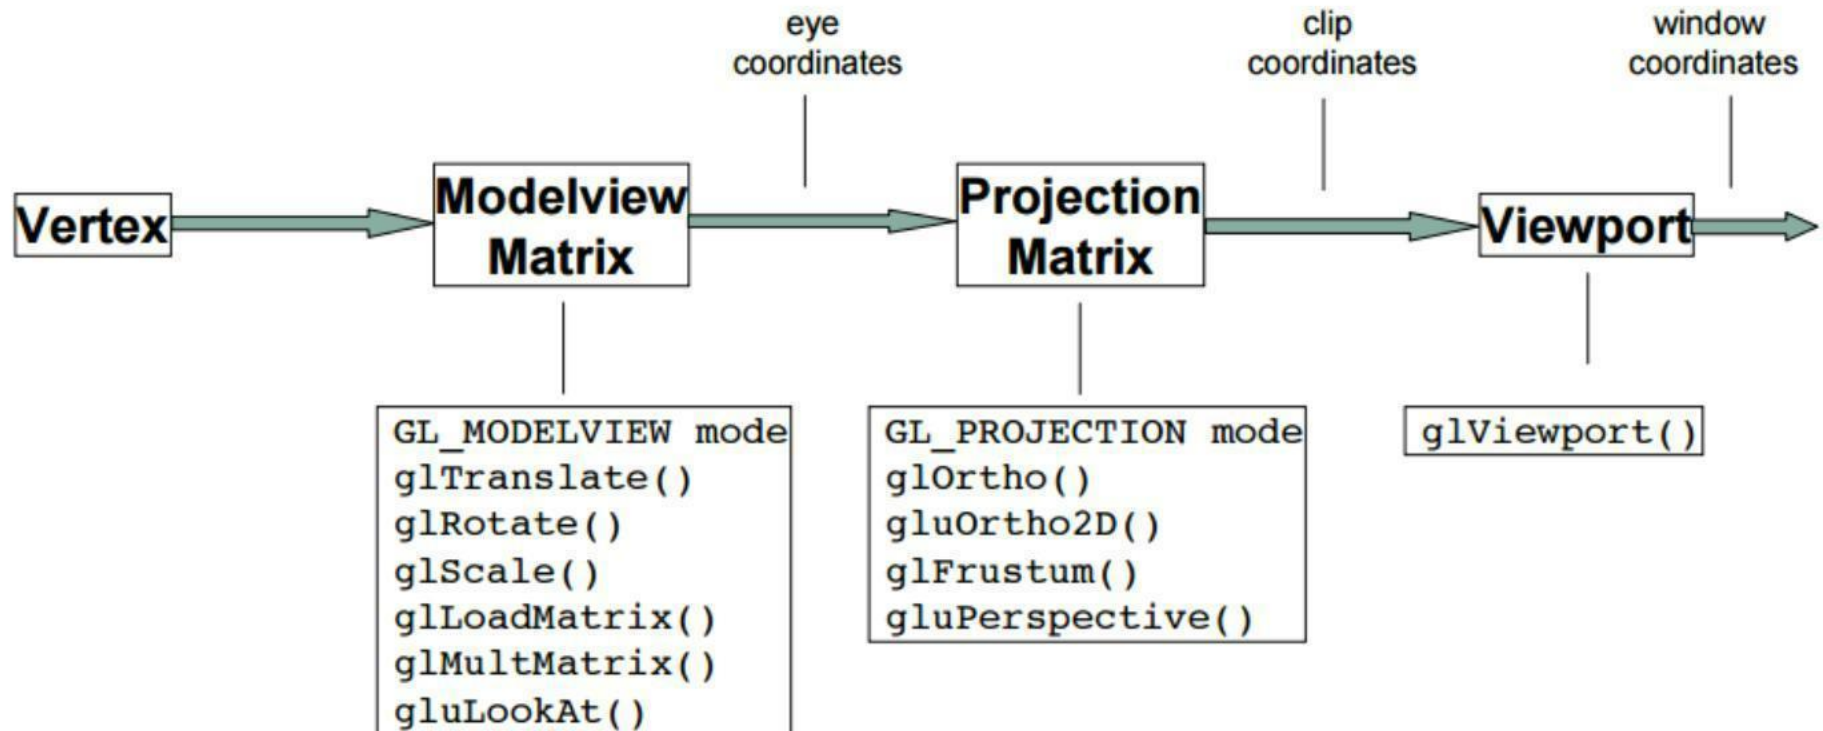 eye
coordinates
clip
coordinates
window
coordinates
Vertex
Modelview
Matrix
Projection
Matrix
Viewport
GL_MODELVIEW mode
glTranslate()
glRotate()
glScale()
glLoadMatrix()
glMultMatrix()
gluLookAt()
GL_PROJECTION mode
glOrtho()
gluOrtho2D()
glFrustum()
gluPerspective()
glViewport()